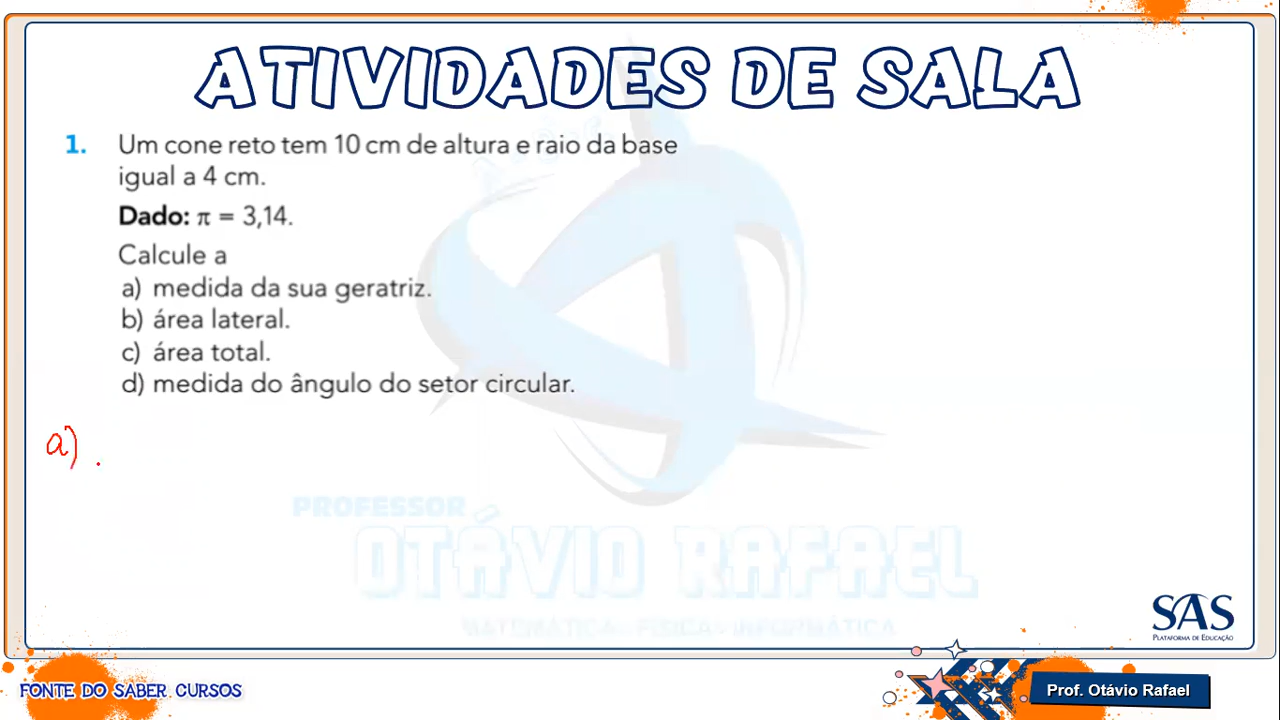 ATIVIDADES DE SALA
1. Um cone reto tem 10 cm de altura e raio da base
igual a 4 cm.
Dado: π = 3,14.
Calcule a
a) medida da sua geratriz.
b) área lateral.
c) área total.
d) medida do ângulo do setor circular.
a)
PROFESSOR
OTÁVIO RAFAEL
MATEMÁTICA - FÍSICA - INFORMÁTICA
SAS
PLATAFORMA DE EDUCAÇÃO
FONTE DO SABER CURSOS
Prof. Otávio Rafael